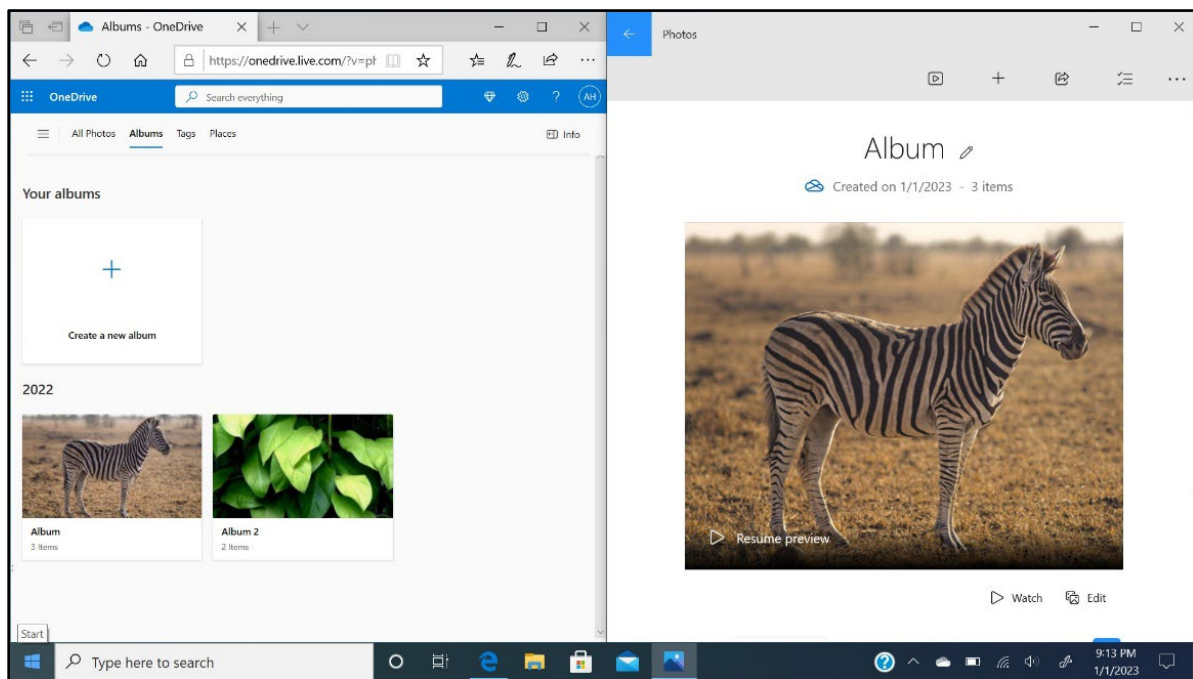 Albums - OneDrive
https://onedrive.live.com/?v=ph
OneDrive
Search everything
? AH
All Photos Albums Tags Places
Info
Your albums
Create a new album
2022
Album
3 Items
Album 2
2 Items
Start
Photos
Album
Created on 1/1/2023 - 3 items
Resume preview
Watch Edit
Type here to search
9:13 PM
1/1/2023